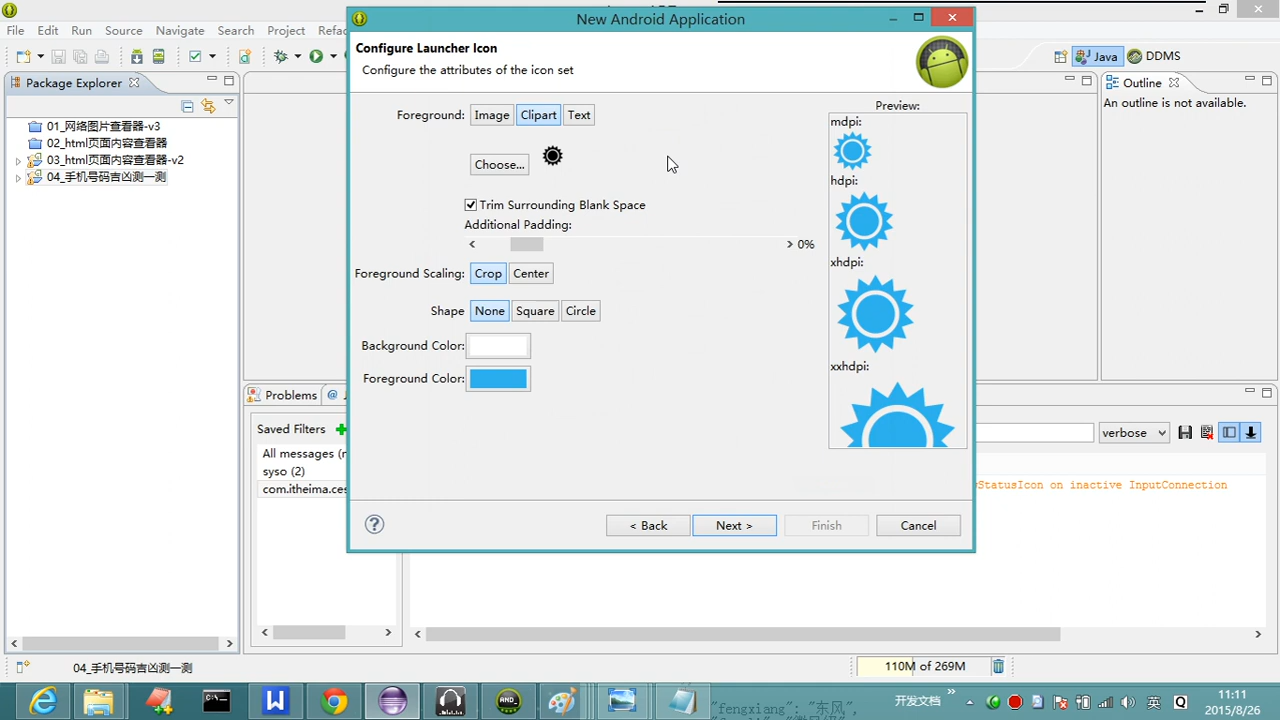 New Android Application
File Edit Run Source Navigate Search Project Refac
Java DDMS
Package Explorer
01_网络图片查看器-v3
02_html页面内容查看器
03_html页面内容查看器-v2
04_手机号码吉凶测一测
Configure Launcher Icon
Configure the attributes of the icon set
Foreground: Image Clipart Text
Choose...
Trim Surrounding Blank Space
Additional Padding:
< > 0%
Foreground Scaling: Crop Center
Shape None Square Circle
Background Color:
Foreground Color:
Preview:
mdpi:
hdpi:
xhdpi:
xxhdpi:
< Back Next > Finish Cancel
Outline
An outline is not available.
Problems @ J
Saved Filters
All messages (n
syso (2)
com.itheima.ces
verbose
StatusIcon on inactive InputConnection
04_手机号码吉凶测一测
110M of 269M
"fengxiang": "东风",
开发文档 »
英
11:11
2015/8/26